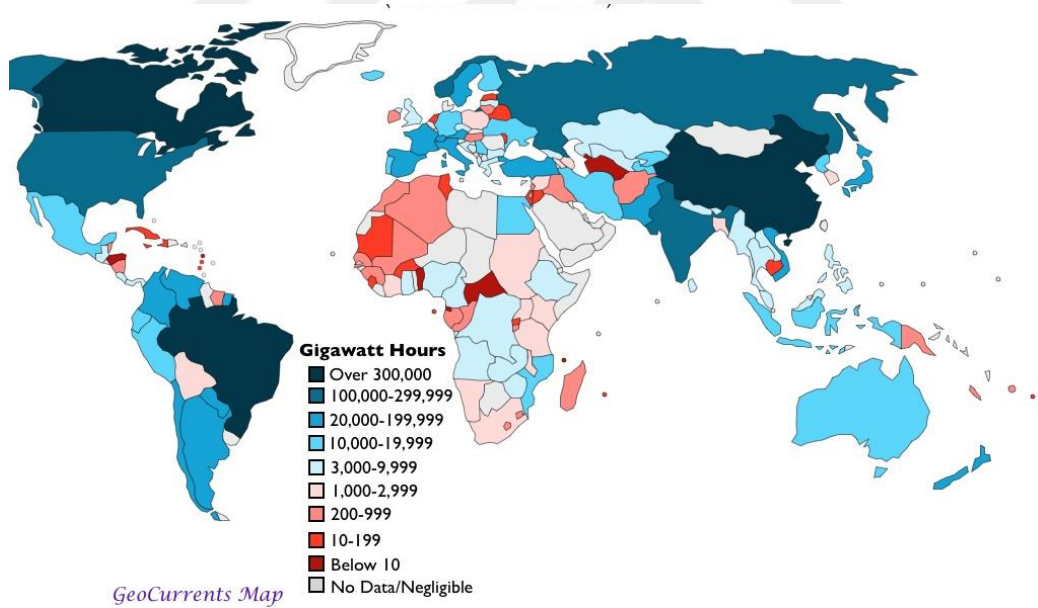 Gigawatt Hours
Over 300,000
100,000-299,999
20,000-199,999
10,000-19,999
3,000-9,999
1,000-2,999
200-999
10-199
Below 10
No Data/Negligible
GeoCurrents Map